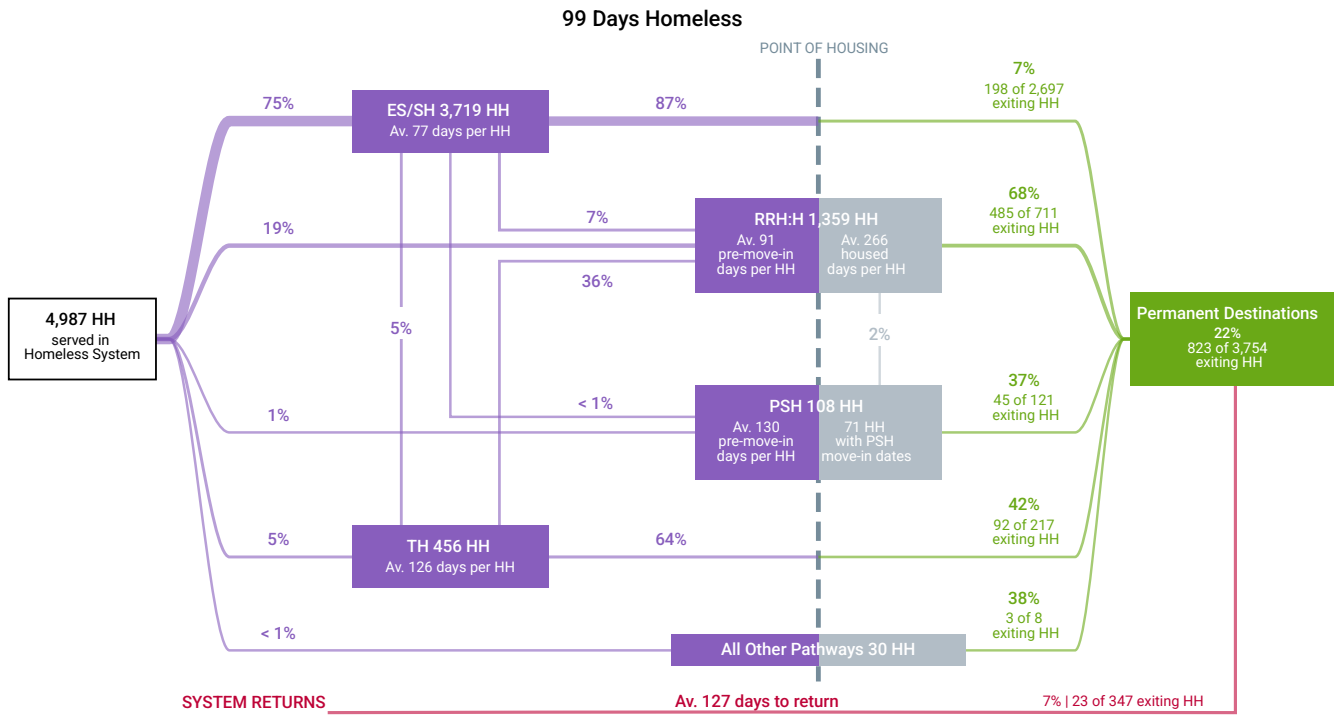 99 Days Homeless
POINT OF HOUSING
75%
ES/SH 3,719 HH
Av. 77 days per HH
87%
7%
198 of 2,697
exiting HH
19%
7%
36%
RRH:H 1,359 HH
Av. 91
pre-move-in
days per HH
Av. 266
housed
days per HH
68%
485 of 711
exiting HH
4,987 HH
served in
Homeless System
5%
2%
Permanent Destinations
22%
823 of 3,754
exiting HH
1%
< 1%
PSH 108 HH
Av. 130
pre-move-in
days per HH
71 HH
with PSH
move-in dates
37%
45 of 121
exiting HH
5%
TH 456 HH
Av. 126 days per HH
64%
42%
92 of 217
exiting HH
< 1%
All Other Pathways 30 HH
38%
3 of 8
exiting HH
SYSTEM RETURNS
Av. 127 days to return
7% | 23 of 347 exiting HH